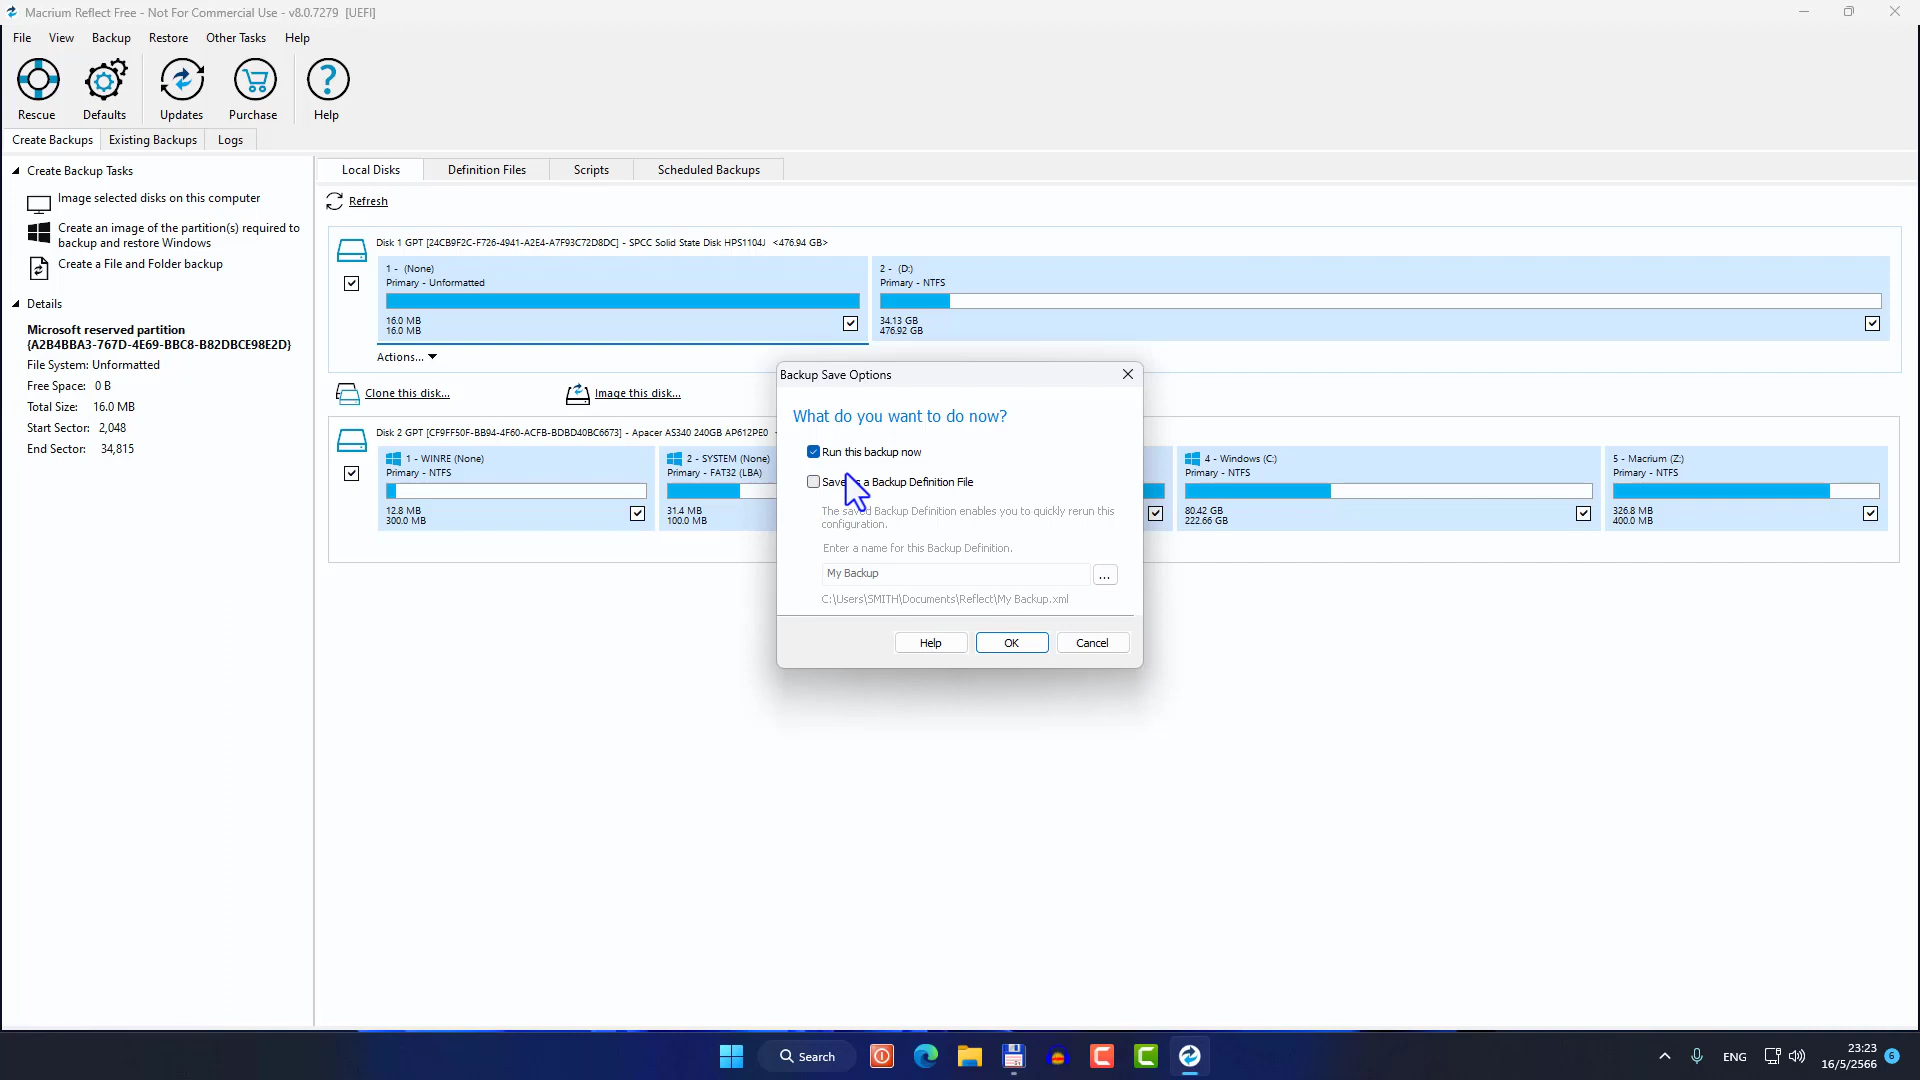 Macrium Reflect Free - Not For Commercial Use - v8.0.7279 [UEFI]
File View Backup Restore Other Tasks Help
Rescue Defaults Updates Purchase Help
Create Backups Existing Backups Logs
Create Backup Tasks
Image selected disks on this computer
Create an image of the partition(s) required to
backup and restore Windows
Create a File and Folder backup
Details
Microsoft reserved partition
{A2B4BBA3-767D-4E69-BBC8-B82DBCE98E2D}
File System: Unformatted
Free Space: 0 B
Total Size: 16.0 MB
Start Sector: 2,048
End Sector: 34,815
Local Disks Definition Files Scripts Scheduled Backups
Refresh
Disk 1 GPT [24CB9F2C-F726-4941-A2E4-A7F93C72D8DC] - SPCC Solid State Disk HPS1104J <476.94 GB>
1 - (None)
Primary - Unformatted
16.0 MB
16.0 MB
2 - (D:)
Primary - NTFS
34.13 GB
476.92 GB
Actions...
Clone this disk...
Image this disk...
Disk 2 GPT [CF9FF50F-BB94-4F60-ACFB-BDBD40BC6673] - Apacer AS340 240GB AP612PE0
1 - WINRE (None)
Primary - NTFS
12.8 MB
300.0 MB
2 - SYSTEM (None)
Primary - FAT32 (LBA)
31.4 MB
100.0 MB
4 - Windows (C:)
Primary - NTFS
80.42 GB
222.66 GB
5 - Macrium (Z:)
Primary - NTFS
326.8 MB
400.0 MB
Backup Save Options
What do you want to do now?
Run this backup now
Save a Backup Definition File
The saved Backup Definition enables you to quickly rerun this
configuration.
Enter a name for this Backup Definition.
My Backup
...
C:\Users\SMITH\Documents\Reflect\My Backup.xml
Help OK Cancel
Search
ENG
23:23
16/5/2566
6